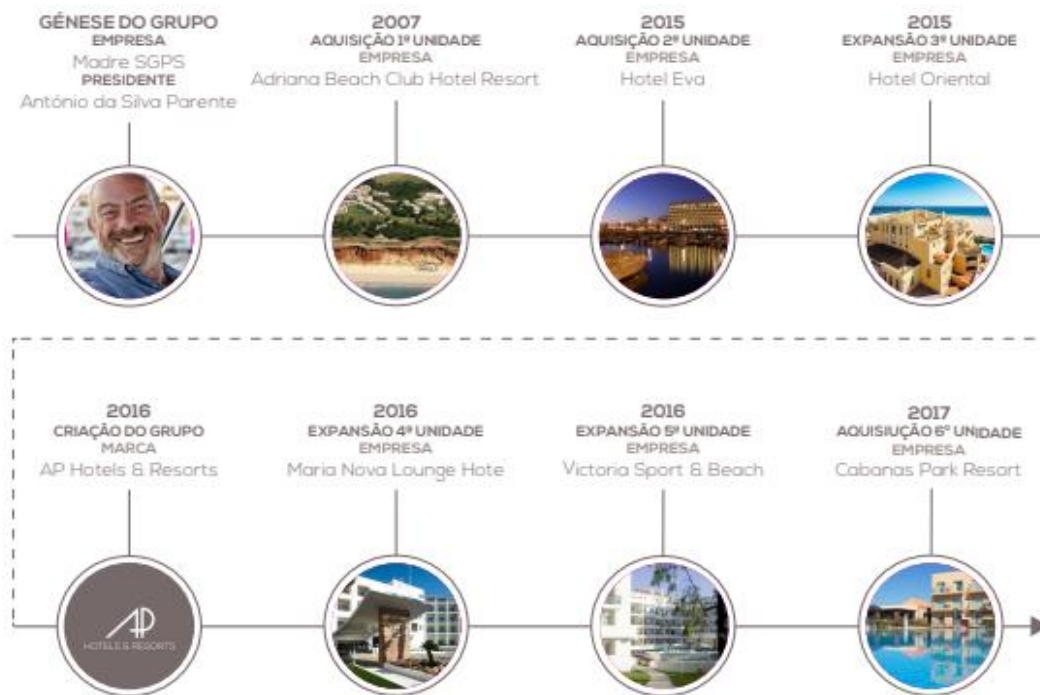 GÉNESE DO GRUPO
EMPRESA
Madre SGPS
PRESIDENTE
António da Silva Parente
2007
AQUISIÇÃO 1ª UNIDADE
EMPRESA
Adriana Beach Club Hotel Resort
2015
AQUISIÇÃO 2ª UNIDADE
EMPRESA
Hotel Eva
2015
EXPANSÃO 3ª UNIDADE
EMPRESA
Hotel Oriental
2016
CRIAÇÃO DO GRUPO
MARCA
AP Hotels & Resorts
2016
EXPANSÃO 4ª UNIDADE
EMPRESA
Maria Nova Lounge Hote
2016
EXPANSÃO 5ª UNIDADE
EMPRESA
Victoria Sport & Beach
2017
AQUISIUÇÃO 6° UNIDADE
EMPRESA
Cabanas Park Resort
AP
HOTELS & RESORTS